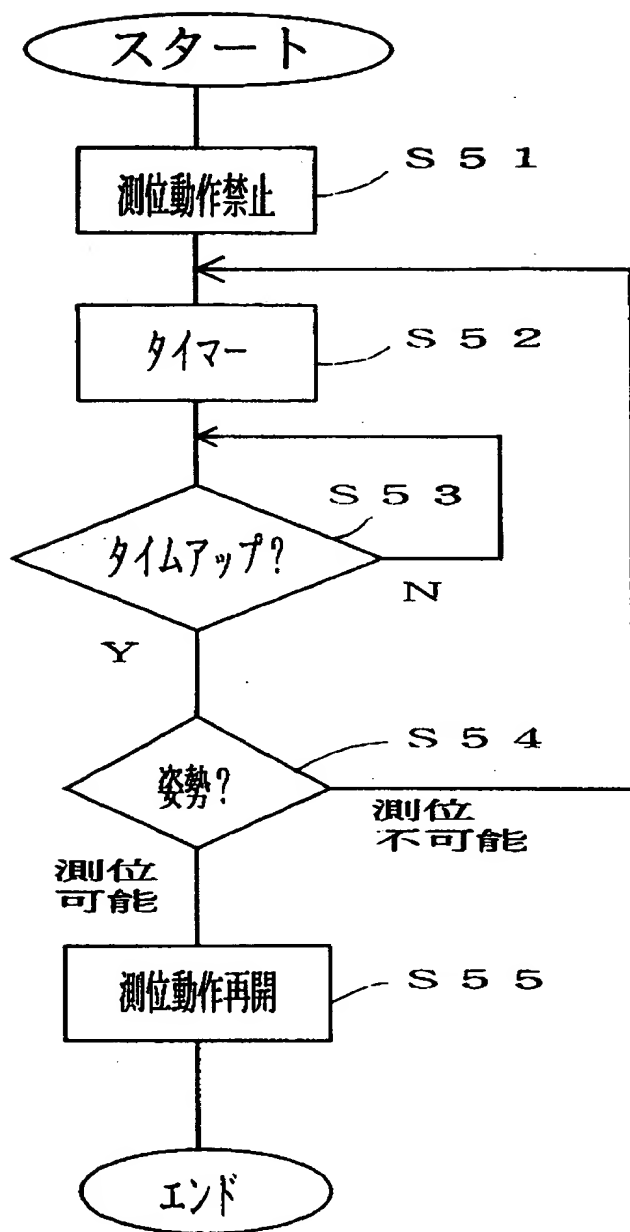 スタート
S51
測位動作禁止
タイマー
S52
S53
タイムアップ?
N
Y
S54
姿勢?
測位
不可能
測位
可能
測位動作再開
S55
エンド